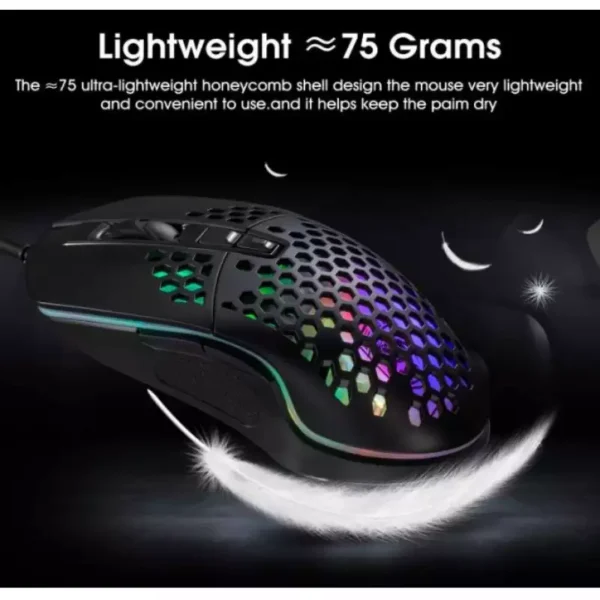 Lightweight ≈75 Grams
The ≈75 ultra-lightweight honeycomb shell design the mouse very lightweight
and convenient to use.and it helps keep the paim dry